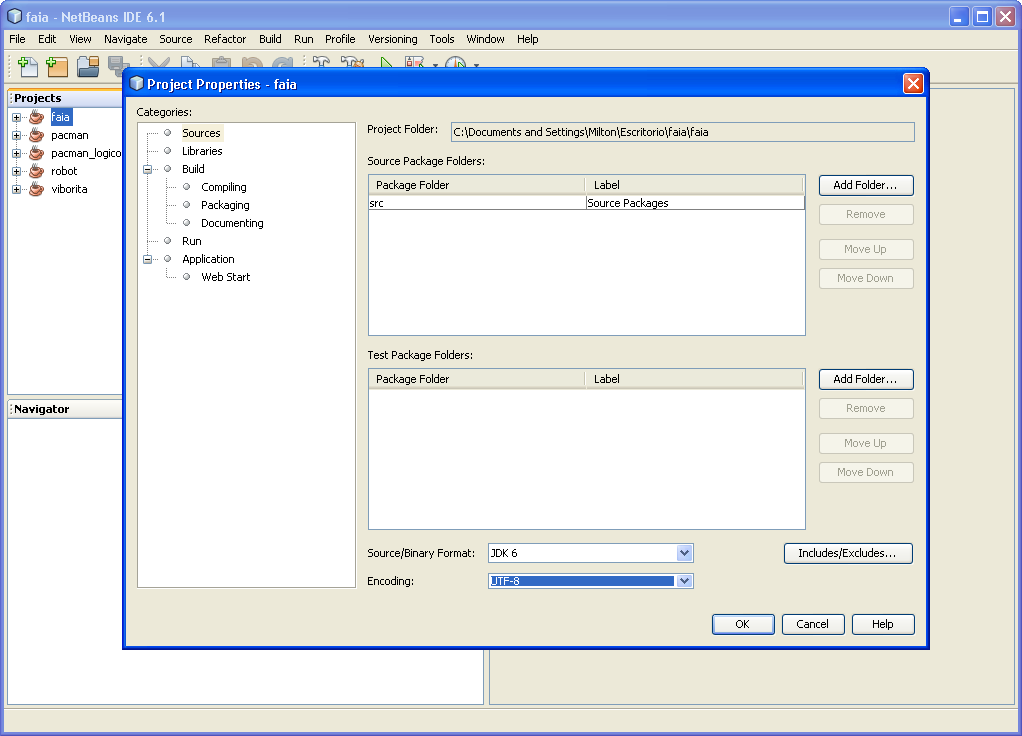 faia - NetBeans IDE 6.1
File Edit View Navigate Source Refactor Build Run Profile Versioning Tools Window Help
Projects
faia
pacman
pacman_logico
robot
viborita
Navigator
Project Properties - faia
Categories:
Sources
Libraries
Build
Compiling
Packaging
Documenting
Run
Application
Web Start
Project Folder: C:\Documents and Settings\Milton\Escritorio\faia\faia
Source Package Folders:
Package Folder Label
src Source Packages
Add Folder...
Remove
Move Up
Move Down
Test Package Folders:
Package Folder Label
Add Folder...
Remove
Move Up
Move Down
Source/Binary Format: JDK 6
Includes/Excludes...
Encoding: UTF-8
OK Cancel Help